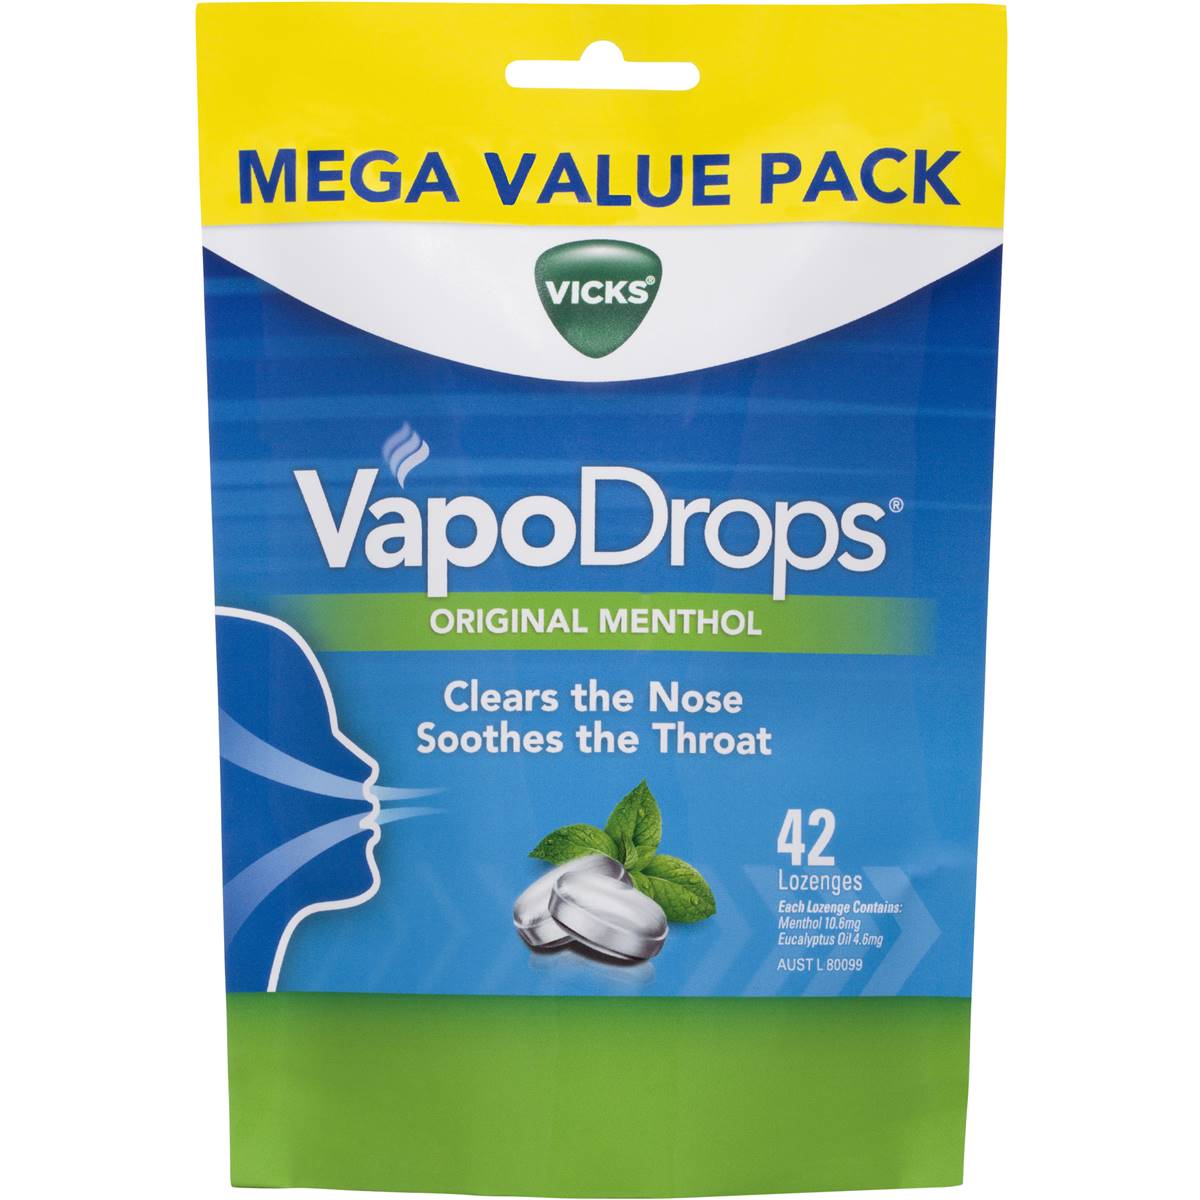 MEGA VALUE PACK
VICKS®
VapoDrops®
ORIGINAL MENTHOL
Clears the Nose
Soothes the Throat
42
Lozenges
Each Lozenge Contains:
Menthol 10.6mg
Eucalyptus Oil 4.6mg
AUST L 80099